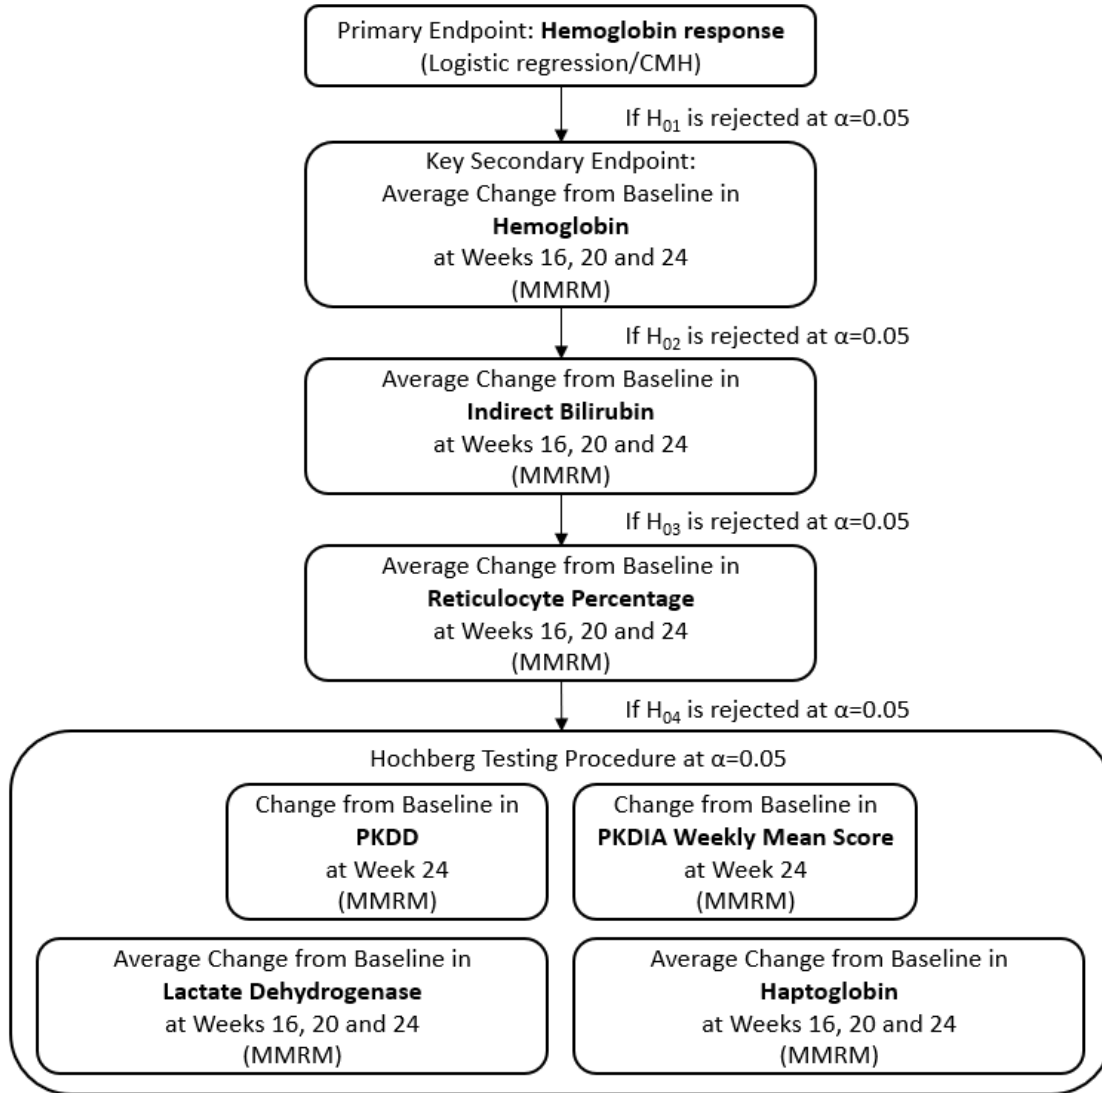 Primary Endpoint: Hemoglobin response
(Logistic regression/CMH)
If H01 is rejected at α=0.05
Key Secondary Endpoint:
Average Change from Baseline in
Hemoglobin
at Weeks 16, 20 and 24
(MMRM)
If H02 is rejected at α=0.05
Average Change from Baseline in
Indirect Bilirubin
at Weeks 16, 20 and 24
(MMRM)
If H03 is rejected at α=0.05
Average Change from Baseline in
Reticulocyte Percentage
at Weeks 16, 20 and 24
(MMRM)
If H04 is rejected at α=0.05
Hochberg Testing Procedure at α=0.05
Change from Baseline in
PKDD
at Week 24
(MMRM)
Change from Baseline in
PKDIA Weekly Mean Score
at Week 24
(MMRM)
Average Change from Baseline in
Lactate Dehydrogenase
at Weeks 16, 20 and 24
(MMRM)
Average Change from Baseline in
Haptoglobin
at Weeks 16, 20 and 24
(MMRM)